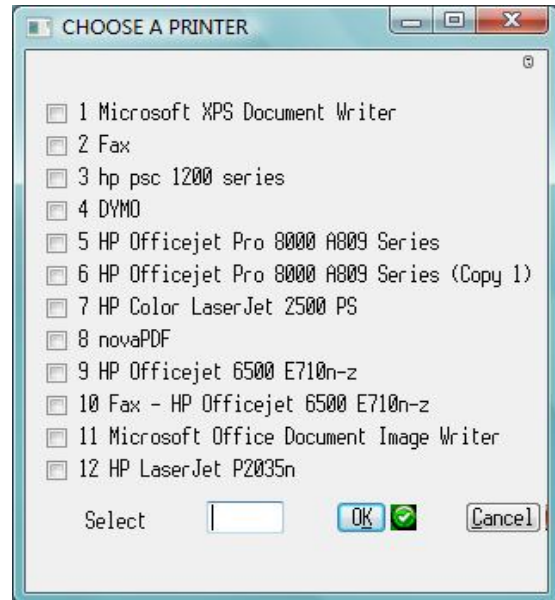 CHOOSE A PRINTER
1 Microsoft XPS Document Writer
2 Fax
3 hp psc 1200 series
4 DYMO
5 HP Officejet Pro 8000 A809 Series
6 HP Officejet Pro 8000 A809 Series (Copy 1)
7 HP Color LaserJet 2500 PS
8 novaPDF
9 HP Officejet 6500 E710n-z
10 Fax - HP Officejet 6500 E710n-z
11 Microsoft Office Document Image Writer
12 HP LaserJet P2035n
Select OK Cancel